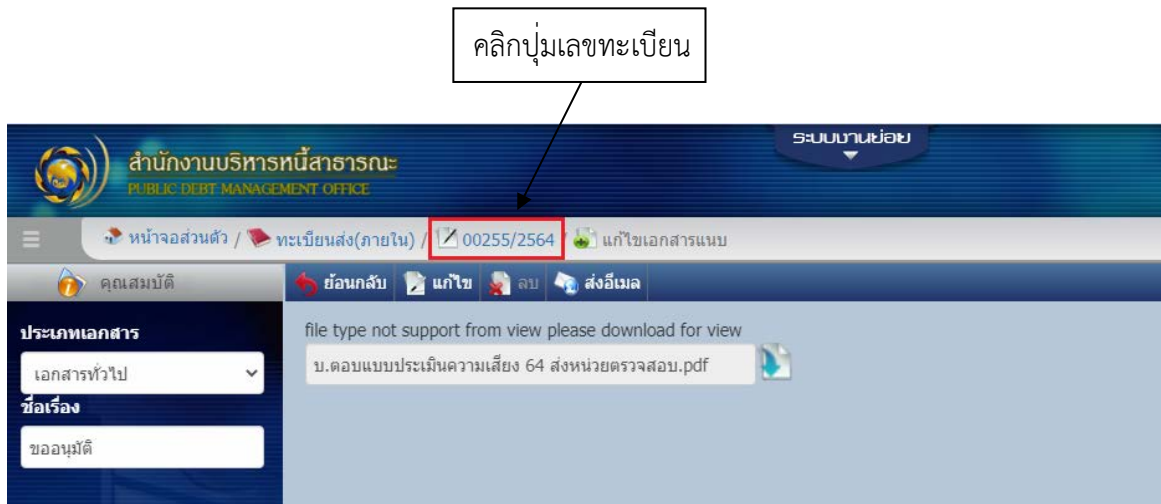 คลิกปุ่มเลขทะเบียน
ระบบงานย่อย
สำนักงานบริหารหนี้สาธารณะ
PUBLIC DEBT MANAGEMENT OFFICE
หน้าจอส่วนตัว / ทะเบียนส่ง(ภายใน) / 00255/2564 / แก้ไขเอกสารแนบ
คุณสมบัติ
ย้อนกลับ แก้ไข ลบ ส่งอีเมล
ประเภทเอกสาร
เอกสารทั่วไป
ชื่อเรื่อง
ขออนุมัติ
file type not support from view please download for view
บ.ตอบแบบประเมินความเสี่ยง 64 ส่งหน่วยตรวจสอบ.pdf